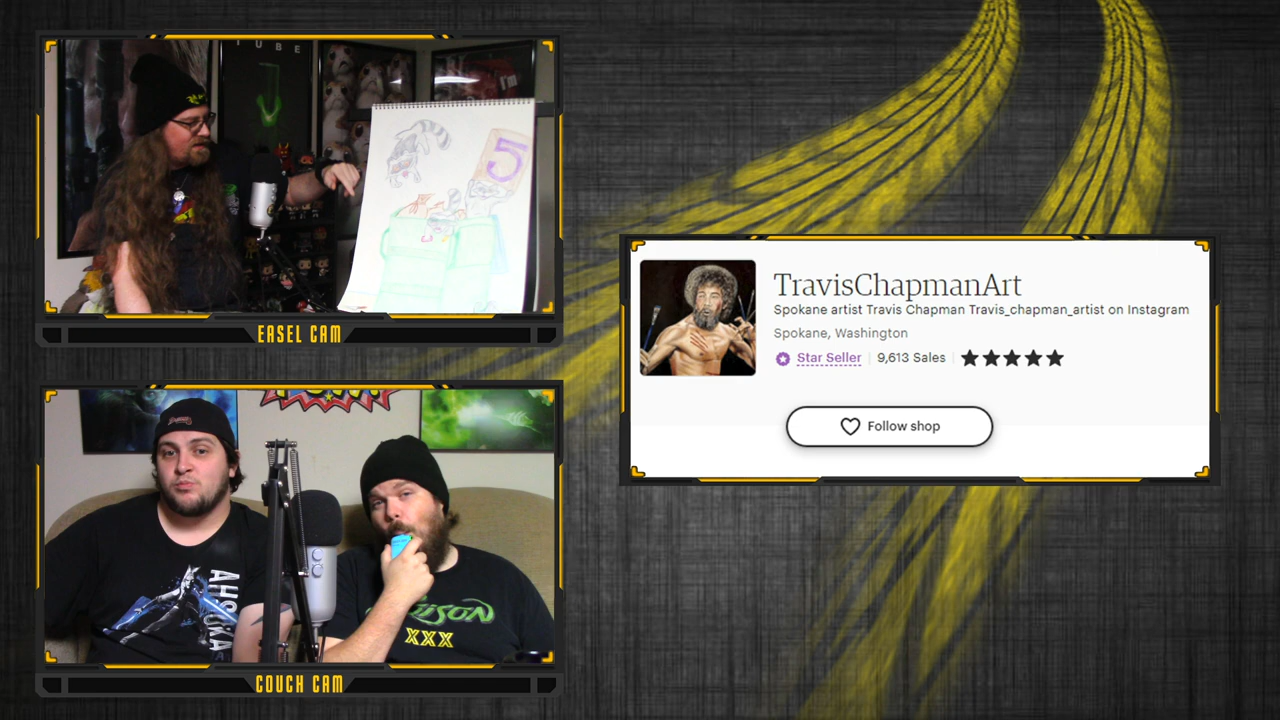 TUBE
I'm
5
EASEL CAM
TravisChapmanArt
Spokane artist Travis Chapman Travis_chapman_artist on Instagram
Spokane, Washington
Star Seller
9,613 Sales
Follow shop
AHSOKA
POISON
XXX
COUCH CAM